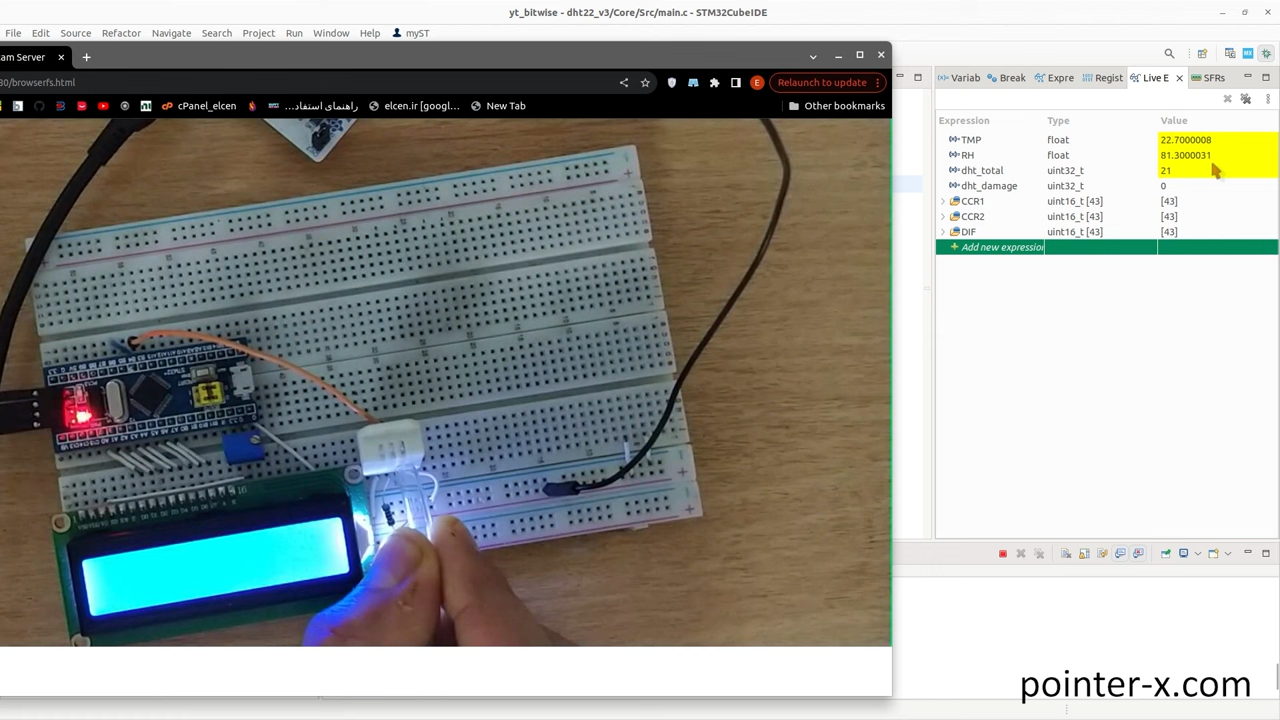 yt_bitwise - dht22_v3/Core/Src/main.c - STM32CubeIDE
File Edit Source Refactor Navigate Search Project Run Window Help myST
am Server
80/browserfs.html
Relaunch to update
cPanel_elcen
راهنمای استفاد...
elcen.ir [googl...
New Tab
Other bookmarks
Variab Break Expre Regist Live E SFRs
Expression Type Value
TMP float 22.7000008
RH float 81.3000031
dht_total uint32_t 21
dht_damage uint32_t 0
CCR1 uint16_t [43] [43]
CCR2 uint16_t [43] [43]
DIF uint16_t [43] [43]
Add new expression
pointer-x.com